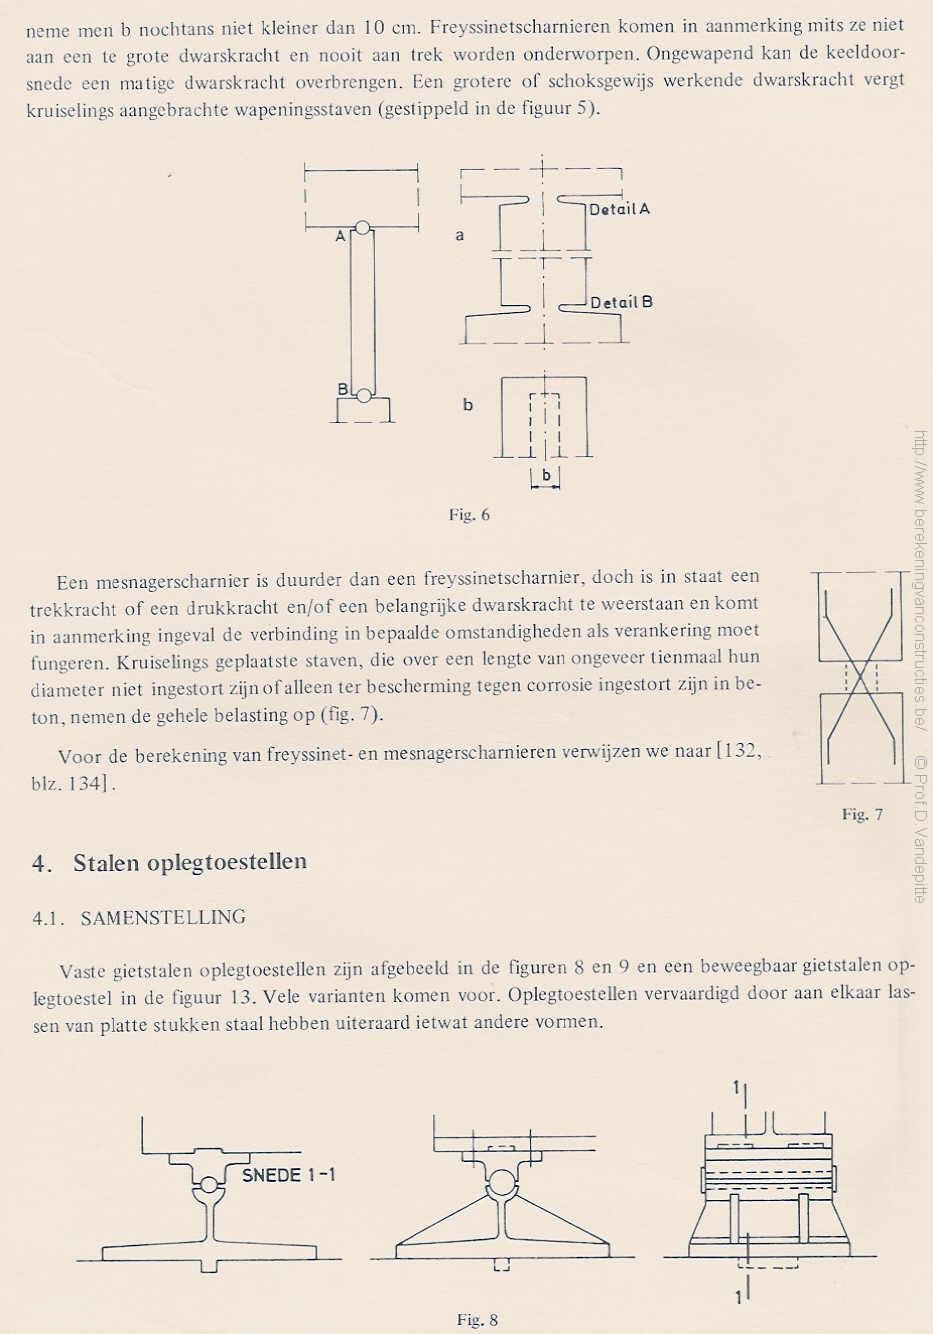 neme men b nochtans niet kleiner dan 10 cm. Freyssinetscharnieren komen in aanmerking mits ze niet
aan een te grote dwarskracht en nooit aan trek worden onderworpen. Ongewapend kan de keeldoor-
snede een matige dwarskracht overbrengen. Een grotere of schoksgewijs werkende dwarskracht vergt
kruiselings aangebrachte wapeningsstaven (gestippeld in de figuur 5).
Detail A
A
a
Detail B
B
b
b
Fig. 6
Een mesnagerscharnier is duurder dan een freyssinetscharnier, doch is in staat een
trekkracht of een drukkracht en/of een belangrijke dwarskracht te weerstaan en komt
in aanmerking ingeval de verbinding in bepaalde omstandigheden als verankering moet
fungeren. Kruiselings geplaatste staven, die over een lengte van ongeveer tienmaal hun
diameter niet ingestort zijn of alleen ter bescherming tegen corrosie ingestort zijn in be-
ton, nemen de gehele belasting op (fig. 7).
Voor de berekening van freyssinet- en mesnagerscharnieren verwijzen we naar [132,
blz. 134].
Fig. 7
4. Stalen oplegtoestellen
4.1. SAMENSTELLING
Vaste gietstalen oplegtoestellen zijn afgebeeld in de figuren 8 en 9 en een beweegbaar gietstalen op-
legtoestel in de figuur 13. Vele varianten komen voor. Oplegtoestellen vervaardigd door aan elkaar las-
sen van platte stukken staal hebben uiteraard ietwat andere vormen.
1
SNEDE 1-1
1
Fig. 8
http://www.berekeningvanconstructies.be/ © Prof D. Vandepitte